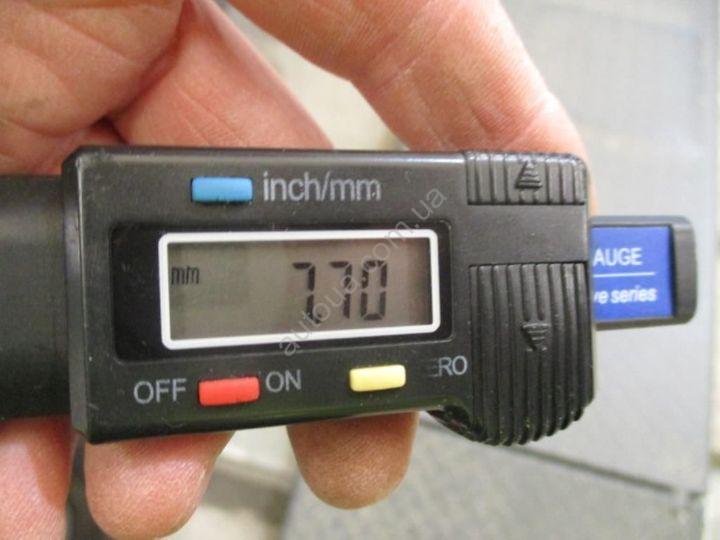 inch/mm
mm 7.70
OFF ON ERO
AUGE
ve series
autoua.com.ua